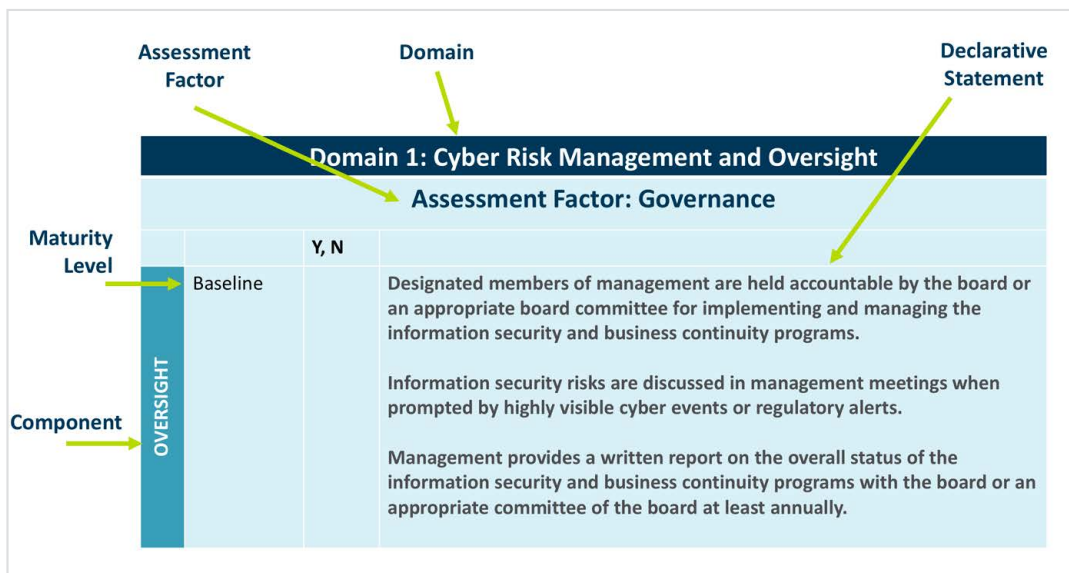 Assessment
Factor
Domain
Declarative
Statement
Domain 1: Cyber Risk Management and Oversight
Assessment Factor: Governance
Maturity
Level
Y, N
Baseline
Designated members of management are held accountable by the board or
an appropriate board committee for implementing and managing the
information security and business continuity programs.
Information security risks are discussed in management meetings when
prompted by highly visible cyber events or regulatory alerts.
Management provides a written report on the overall status of the
information security and business continuity programs with the board or an
appropriate committee of the board at least annually.
Component
OVERSIGHT